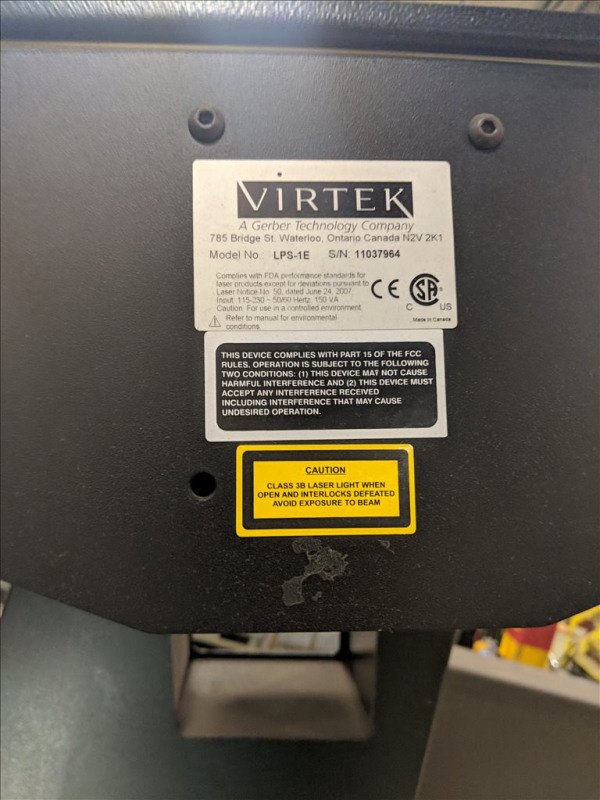 VIRTEK
A Gerber Technology Company
785 Bridge St. Waterloo, Ontario Canada N2V 2K1
Model No.: LPS-1E S/N: 11037964
Complies with FDA performance standards for
laser products except for deviations pursuant to
Laser Notice No. 50, dated June 24, 2007
Input: 115-230 ~ 50/60 Hertz, 150 VA
Caution: For use in a controlled environment
Refer to manual for environmental
conditions
CE
C SA US
Made in Canada
THIS DEVICE COMPLIES WITH PART 15 OF THE FCC
RULES. OPERATION IS SUBJECT TO THE FOLLOWING
TWO CONDITIONS: (1) THIS DEVICE MAY NOT CAUSE
HARMFUL INTERFERENCE AND (2) THIS DEVICE MUST
ACCEPT ANY INTERFERENCE RECEIVED
INCLUDING INTERFERENCE THAT MAY CAUSE
UNDESIRED OPERATION.
CAUTION
CLASS 3B LASER LIGHT WHEN
OPEN AND INTERLOCKS DEFEATED
AVOID EXPOSURE TO BEAM